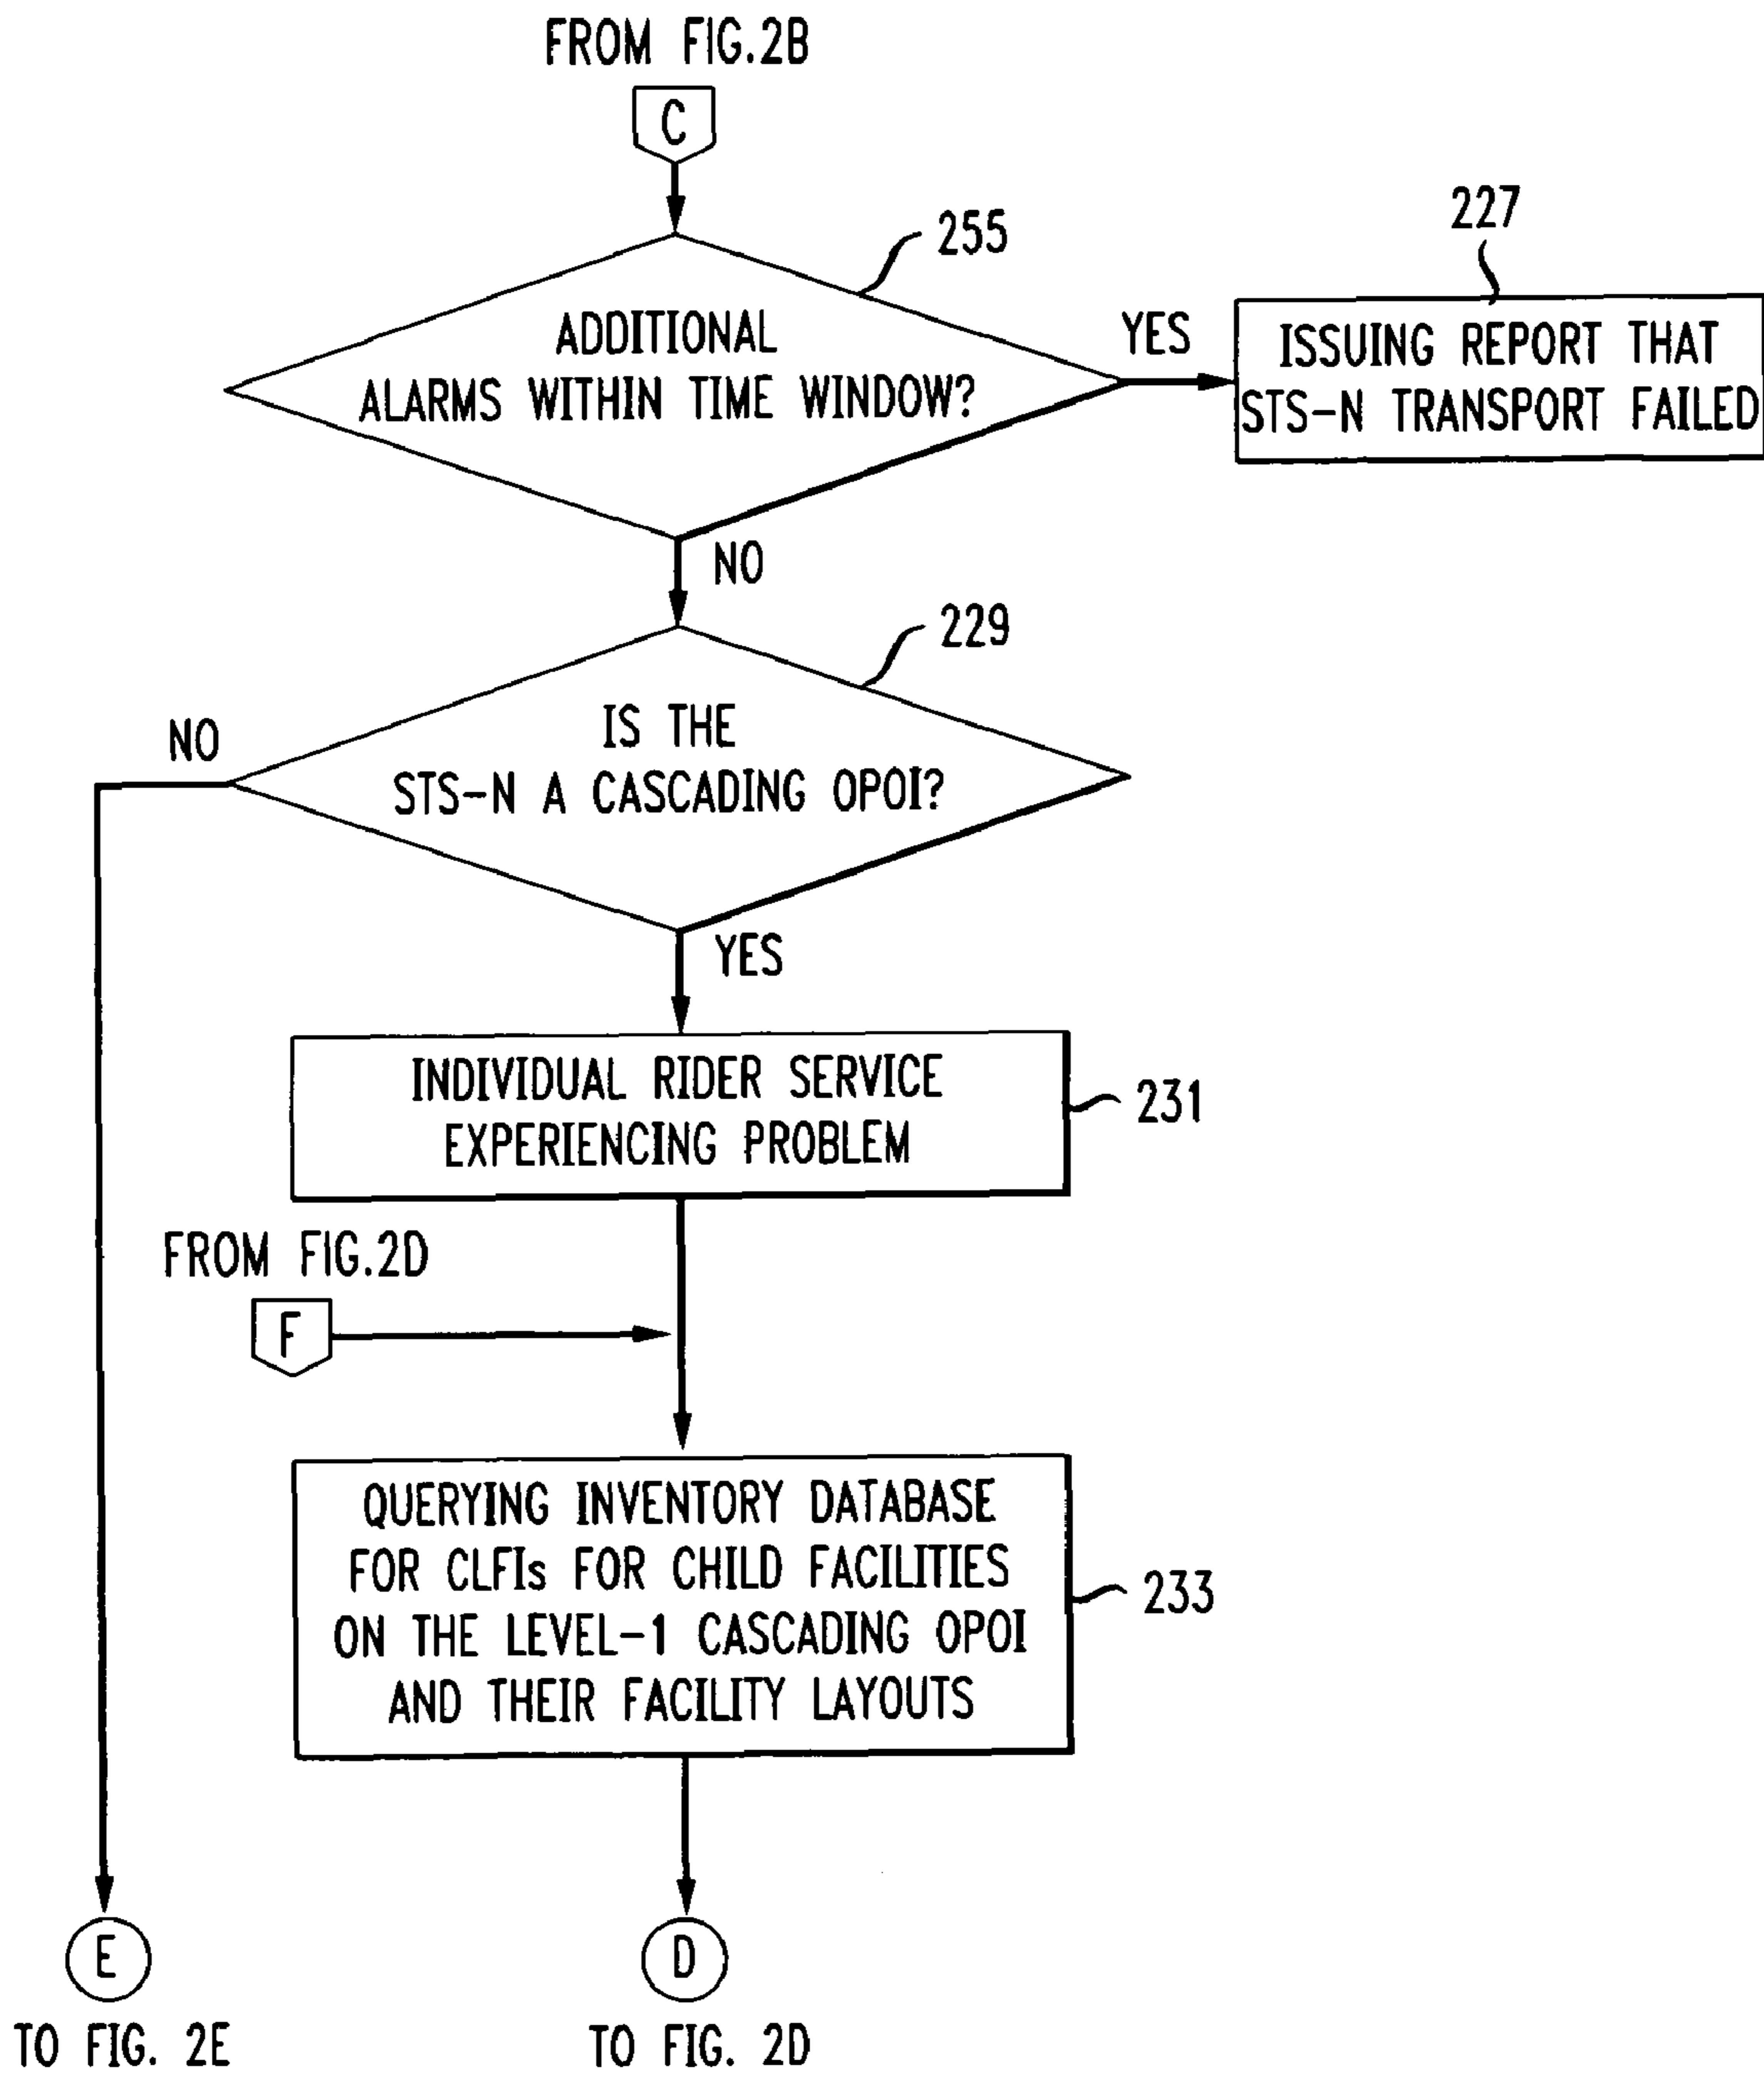 FROM FIG.2B
C
255
ADDITIONAL
ALARMS WITHIN TIME WINDOW?
YES
227
ISSUING REPORT THAT
STS-N TRANSPORT FAILED
NO
229
IS THE
STS-N A CASCADING OPOI?
NO
YES
INDIVIDUAL RIDER SERVICE
EXPERIENCING PROBLEM
231
FROM FIG.2D
F
QUERYING INVENTORY DATABASE
FOR CLFIs FOR CHILD FACILITIES
ON THE LEVEL-1 CASCADING OPOI
AND THEIR FACILITY LAYOUTS
233
E
TO FIG. 2E
D
TO FIG. 2D